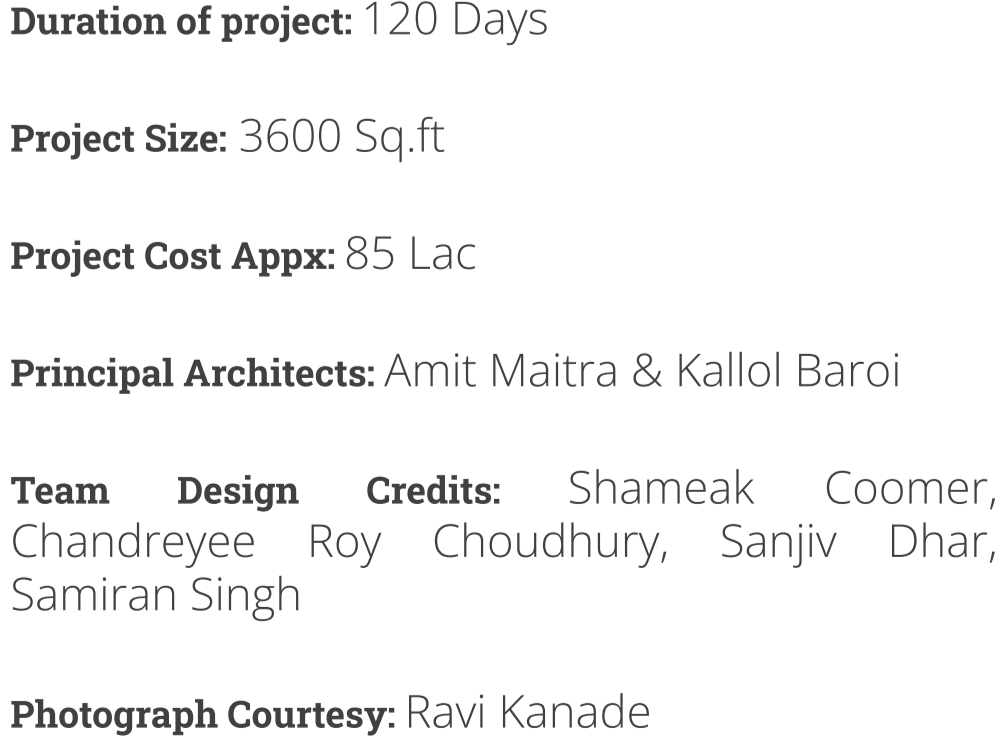 Duration of project: 120 Days
Project Size: 3600 Sq.ft
Project Cost Appx: 85 Lac
Principal Architects: Amit Maitra & Kallol Baroi
Team Design Credits: Shameak Coomer,
Chandreyee Roy Choudhury, Sanjiv Dhar,
Samiran Singh
Photograph Courtesy: Ravi Kanade